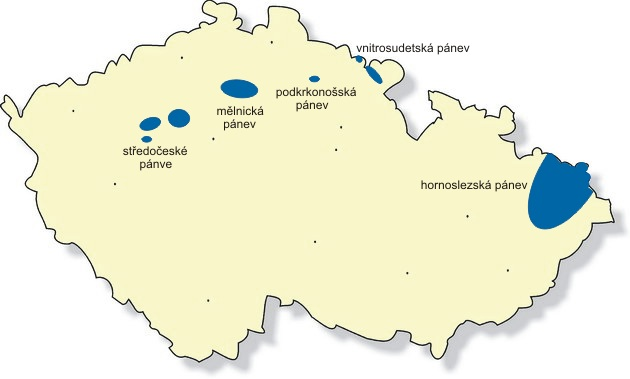 vnitrosudetská pánev
podkrkonošská
pánev
mělnická
pánev
středočeské
pánve
hornoslezská pánev